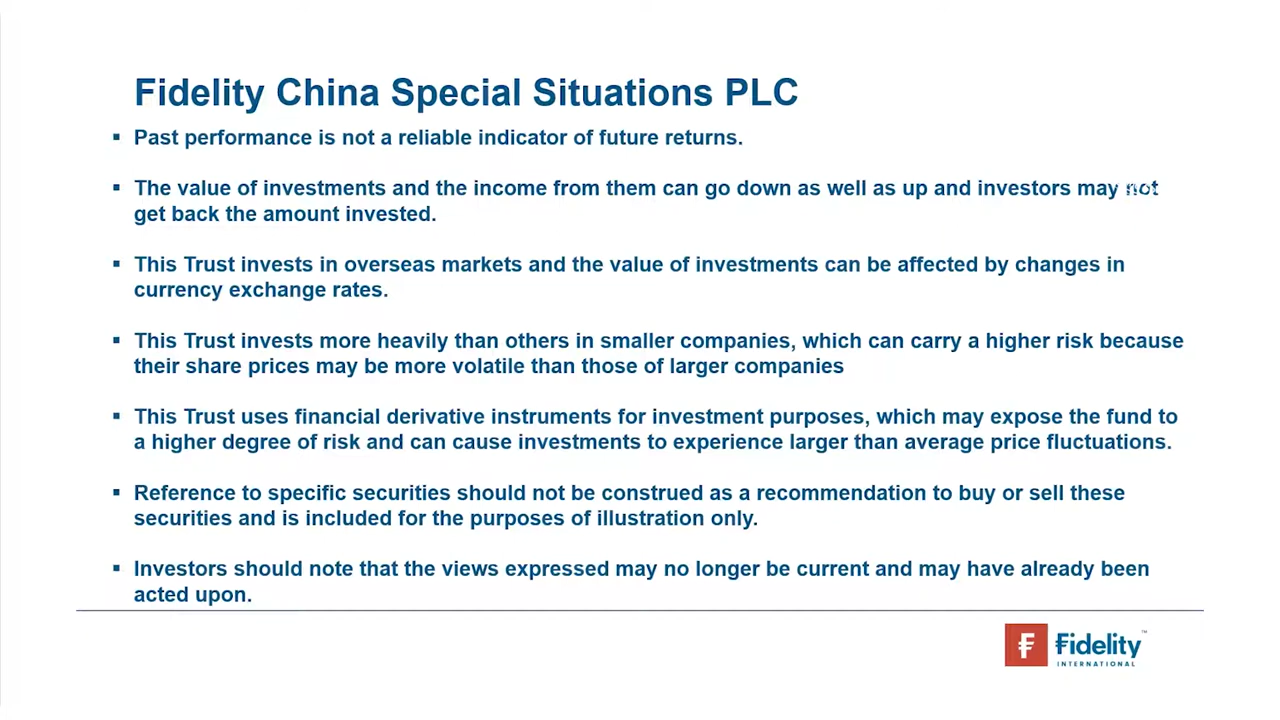 Fidelity China Special Situations PLC
▪ Past performance is not a reliable indicator of future returns.
▪ The value of investments and the income from them can go down as well as up and investors may not
get back the amount invested.
▪ This Trust invests in overseas markets and the value of investments can be affected by changes in
currency exchange rates.
▪ This Trust invests more heavily than others in smaller companies, which can carry a higher risk because
their share prices may be more volatile than those of larger companies
▪ This Trust uses financial derivative instruments for investment purposes, which may expose the fund to
a higher degree of risk and can cause investments to experience larger than average price fluctuations.
▪ Reference to specific securities should not be construed as a recommendation to buy or sell these
securities and is included for the purposes of illustration only.
▪ Investors should note that the views expressed may no longer be current and may have already been
acted upon.
Fidelity™
INTERNATIONAL